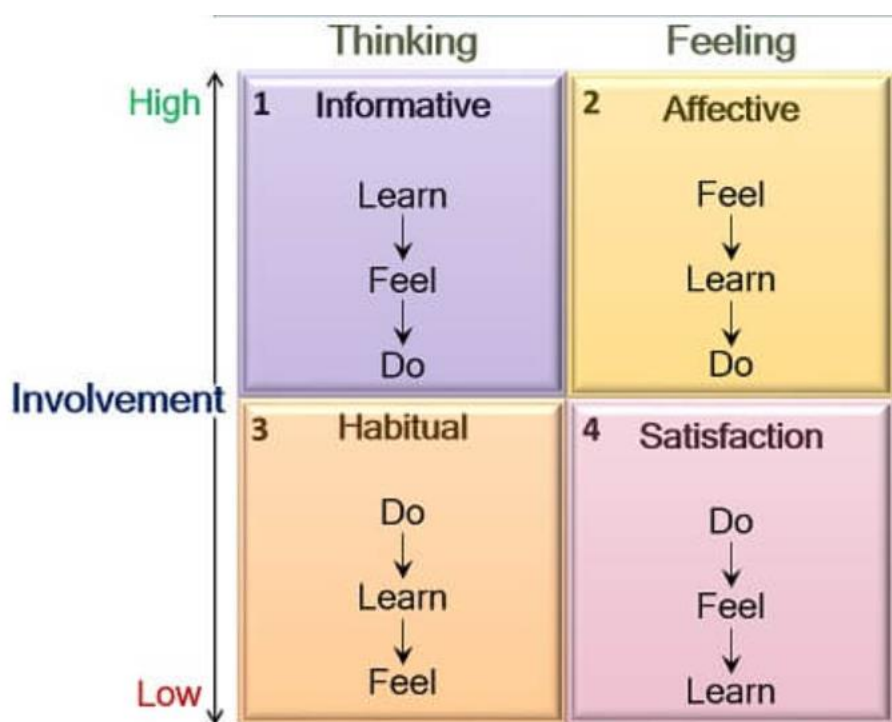 Thinking
Feeling
High
1 Informative
Learn
Feel
Do
2 Affective
Feel
Learn
Do
Involvement
3 Habitual
Do
Learn
Feel
4 Satisfaction
Do
Feel
Learn
Low